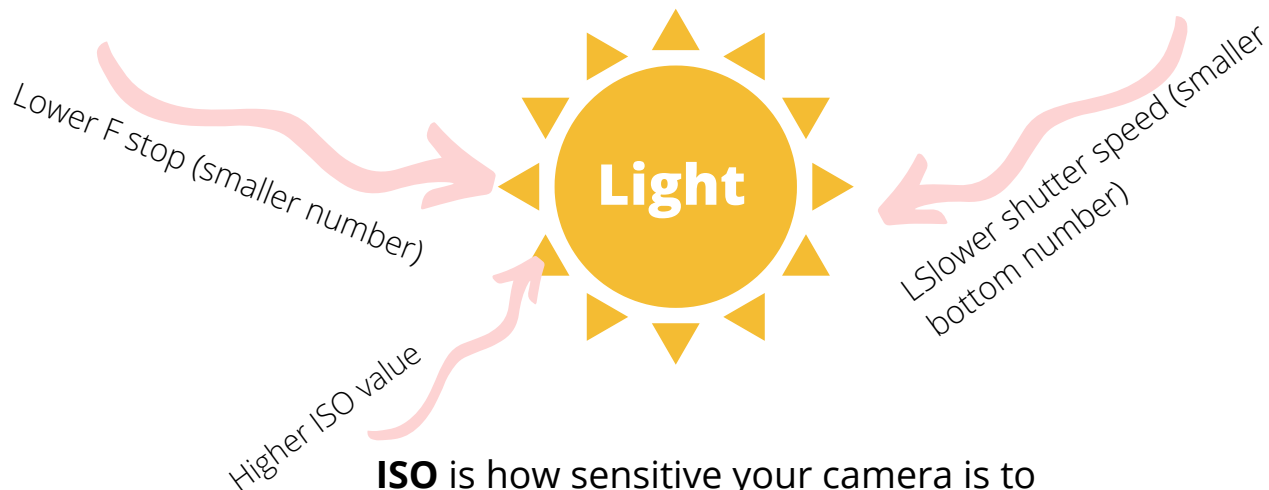 Lower F stop (smaller number)
Light
LSlower shutter speed (smaller
bottom number)
Higher ISO value
ISO is how sensitive your camera is to